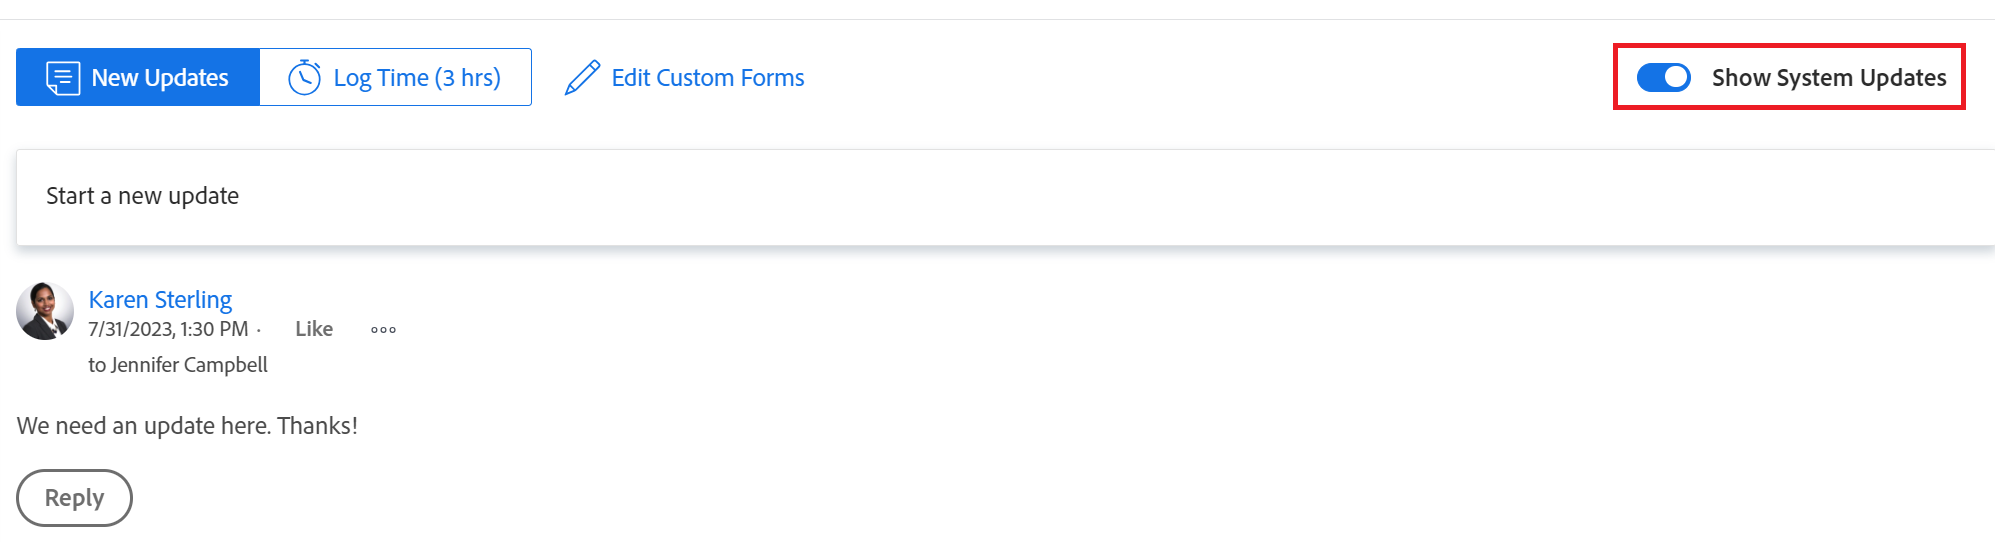 New Updates Log Time (3 hrs) Edit Custom Forms Show System Updates
Start a new update
Karen Sterling
7/31/2023, 1:30 PM · Like
to Jennifer Campbell
We need an update here. Thanks!
Reply